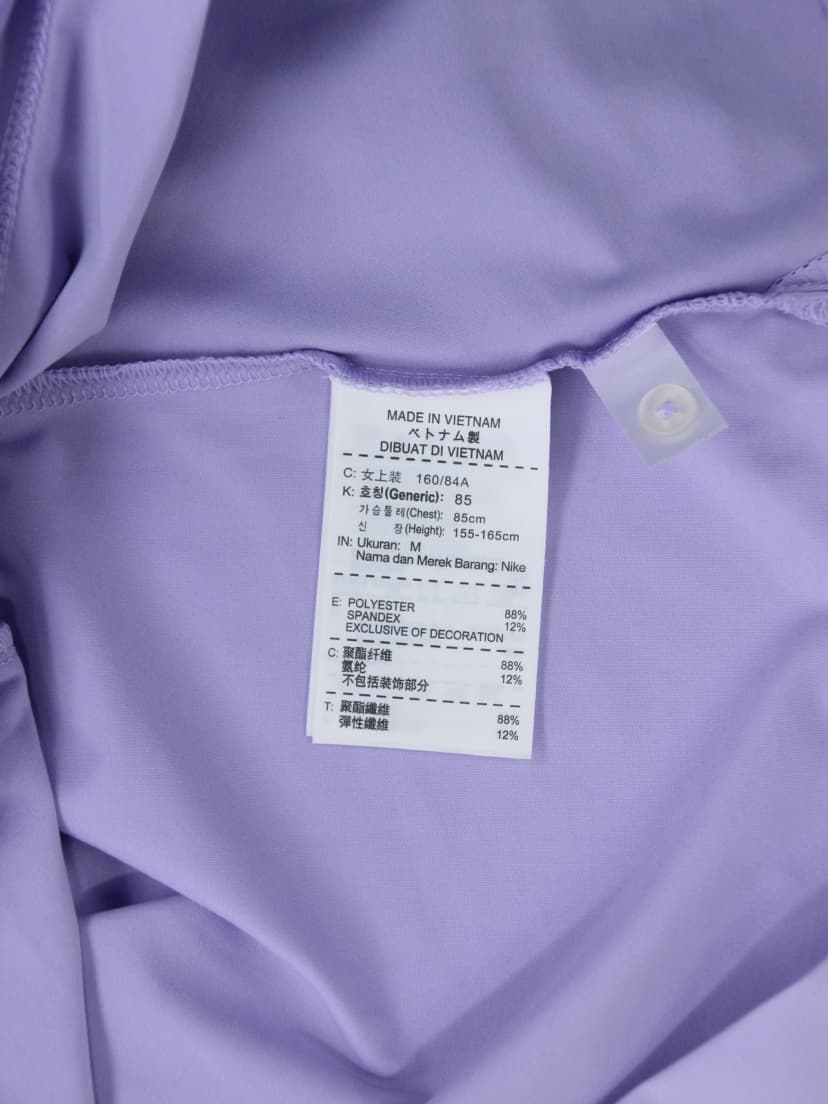 MADE IN VIETNAM
ベトナム製
DIBUAT DI VIETNAM
C: 女上装 160/84A
K: 호칭(Generic): 85
가슴둘레(Chest): 85cm
신 장(Height): 155-165cm
IN: Ukuran: M
Nama dan Merek Barang: Nike
E: POLYESTER 88%
SPANDEX 12%
EXCLUSIVE OF DECORATION
C: 聚酯纤维 88%
氨纶 12%
不包括装饰部分
T: 聚酯纖維 88%
彈性纖維 12%